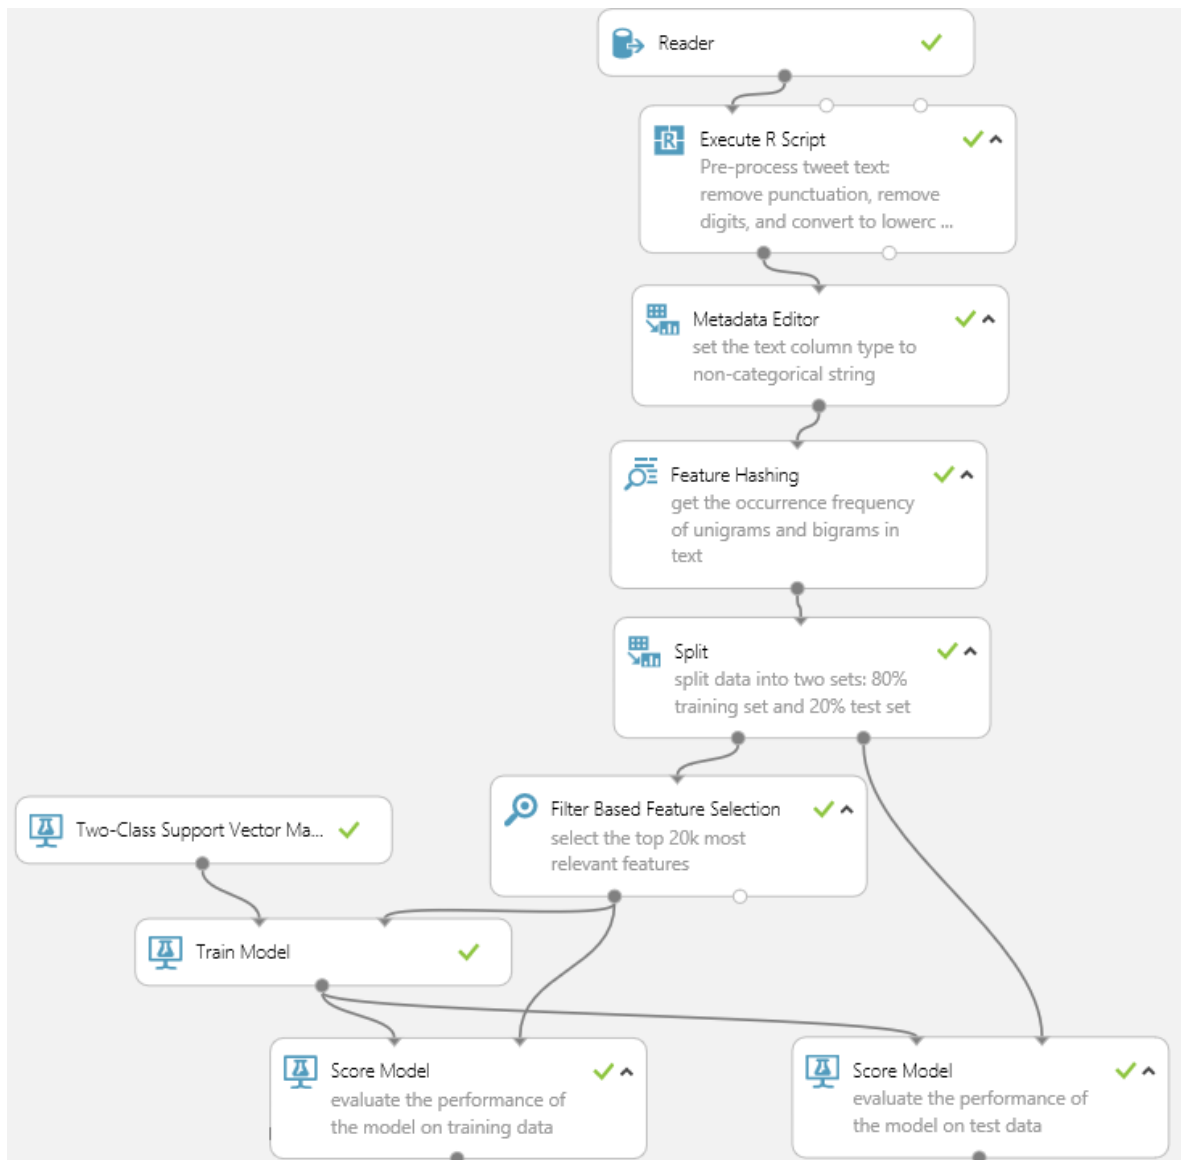 Reader
Execute R Script
Pre-process tweet text:
remove punctuation, remove
digits, and convert to lowerc ...
Metadata Editor
set the text column type to
non-categorical string
Feature Hashing
get the occurrence frequency
of unigrams and bigrams in
text
Split
split data into two sets: 80%
training set and 20% test set
Filter Based Feature Selection
select the top 20k most
relevant features
Two-Class Support Vector Ma...
Train Model
Score Model
evaluate the performance of
the model on training data
Score Model
evaluate the performance of
the model on test data